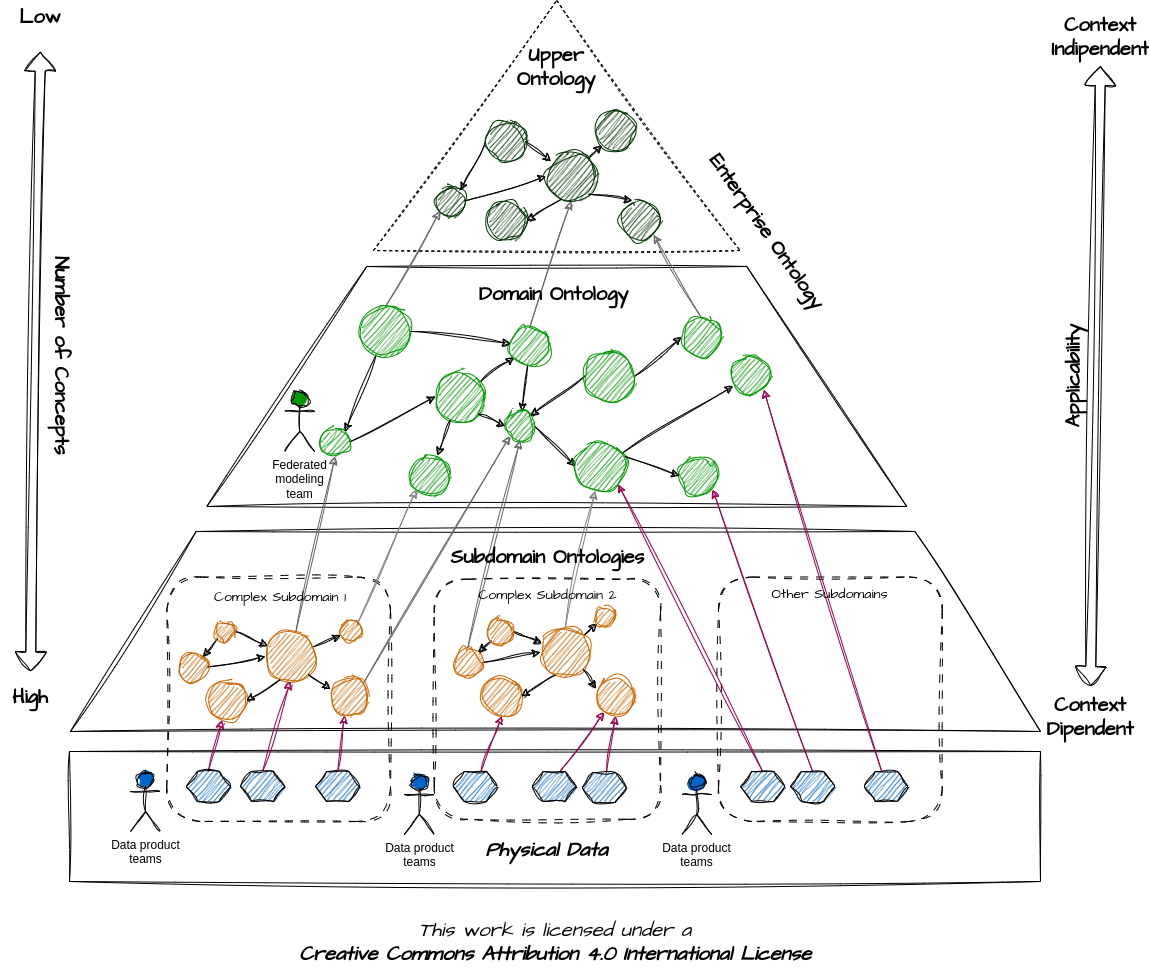 Low
Context
Indipendent
Upper
Ontology
Enterprise Ontology
Number of Concepts
Domain Ontology
Applicability
Federated
modeling
team
Subdomain Ontologies
Complex Subdomain 1
Complex Subdomain 2
Other Subdomains
High
Context
Dipendent
Data product
teams
Data product
teams
Physical Data
Data product
teams
This work is licensed under a
Creative Commons Attribution 4.0 International License